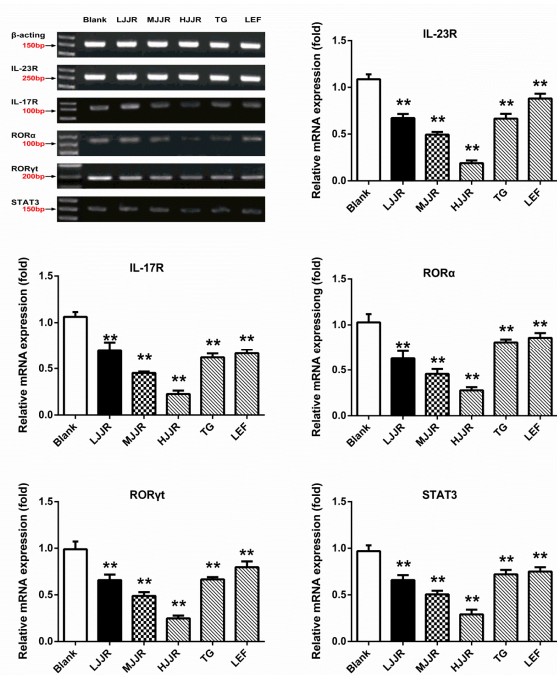 Blank LJJR MJJR HJJR TG LEF
β-acting
150bp
IL-23R
250bp
IL-17R
100bp
RORα
100bp
RORγt
200bp
STAT3
150bp
IL-23R
Relative mRNA expression (fold)
1.5
1.0
0.5
0.0
** ** ** ** **
Blank LJJR MJJR HJJR TG LEF
IL-17R
Relative mRNA expression (fold)
1.5
1.0
0.5
0.0
** ** ** ** **
Blank LJJR MJJR HJJR TG LEF
RORα
Relative mRNA expressiong (fold)
1.5
1.0
0.5
0.0
** ** ** ** **
Blank LJJR MJJR HJJR TG LEF
RORγt
Relative mRNA expression (fold)
1.5
1.0
0.5
0.0
** ** ** ** **
Blank LJJR MJJR HJJR TG LEF
STAT3
Relative mRNA expression (fold)
1.5
1.0
0.5
0.0
** ** ** ** **
Blank LJJR MJJR HJJR TG LEF